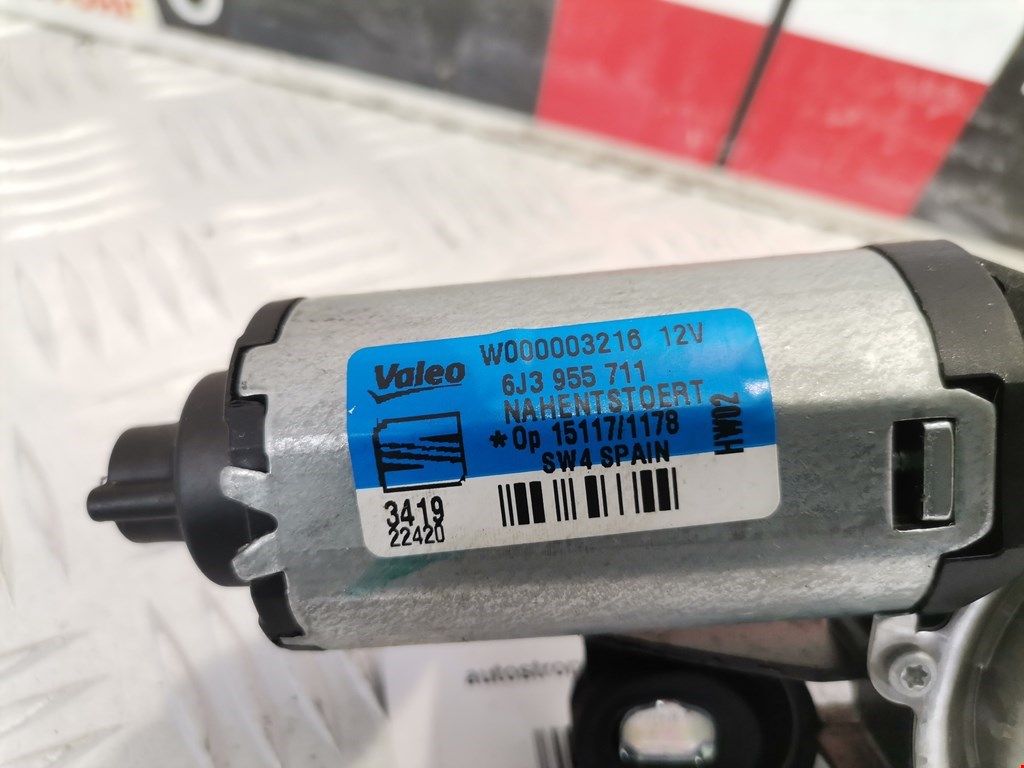 Valeo W000003216 12V
6J3 955 711
NAHENTSTOERT
*Op 15117/1178
SW4 SPAIN
HW02
3419
22420